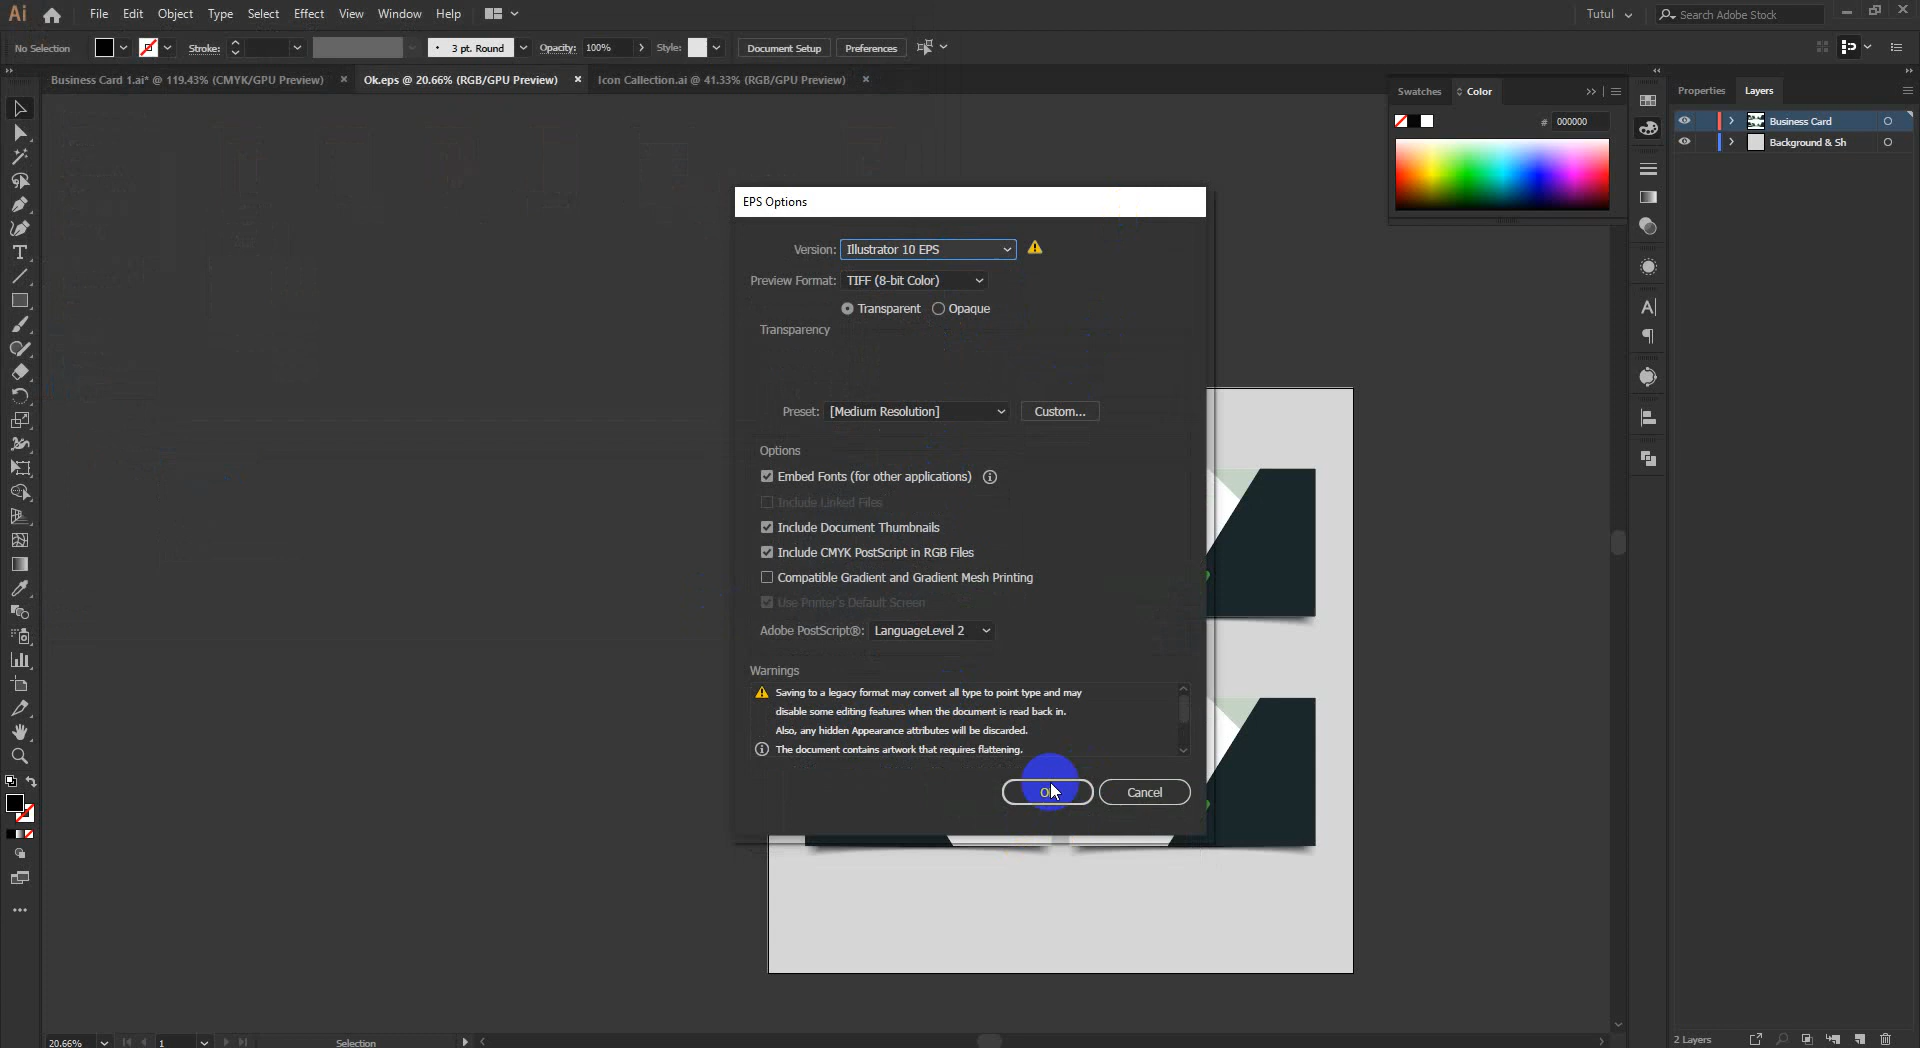 Ai File Edit Object Type Select Effect View Window Help Tutul Search Adobe Stock
No Selection Stroke: 3 pt. Round Opacity: 100% Style: Document Setup Preferences
Business Card 1.ai* @ 119.43% (CMYK/GPU Preview) Ok.eps @ 20.66% (RGB/GPU Preview) Icon Callection.ai @ 41.33% (RGB/GPU Preview)
Swatches Color Properties Layers
# 000000
Business Card
Background & Sh
EPS Options
Version: Illustrator 10 EPS
Preview Format: TIFF (8-bit Color)
Transparent Opaque
Transparency
Preset: [Medium Resolution] Custom...
Options
Embed Fonts (for other applications)
Include Linked Files
Include Document Thumbnails
Include CMYK PostScript in RGB Files
Compatible Gradient and Gradient Mesh Printing
Use Printer's Default Screen
Adobe PostScript®: LanguageLevel 2
Warnings
Saving to a legacy format may convert all type to point type and may
disable some editing features when the document is read back in.
Also, any hidden Appearance attributes will be discarded.
The document contains artwork that requires flattening.
Cancel
20.66% 1 Selection 2 Layers